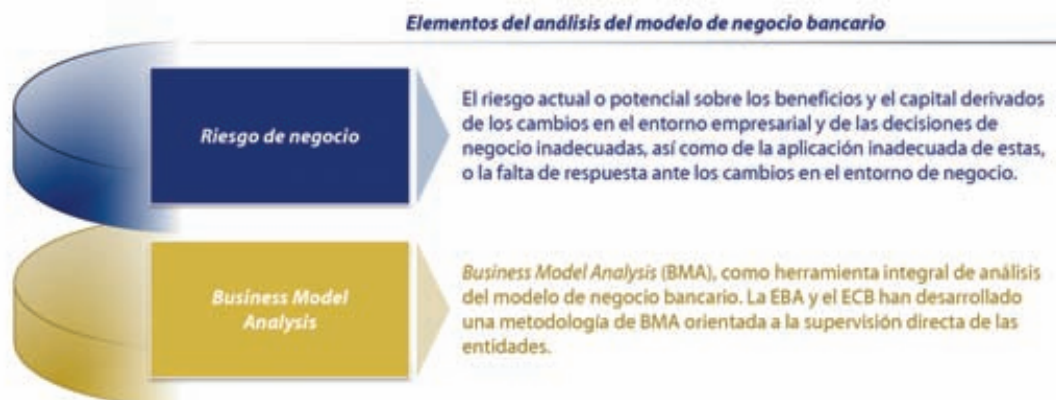 Elementos del análisis del modelo de negocio bancario
Riesgo de negocio
El riesgo actual o potencial sobre los beneficios y el capital derivados
de los cambios en el entorno empresarial y de las decisiones de
negocio inadecuadas, así como de la aplicación inadecuada de estas,
o la falta de respuesta ante los cambios en el entorno de negocio.
Business Model
Analysis
Business Model Analysis (BMA), como herramienta integral de análisis
del modelo de negocio bancario. La EBA y el ECB han desarrollado
una metodología de BMA orientada a la supervisión directa de las
entidades.